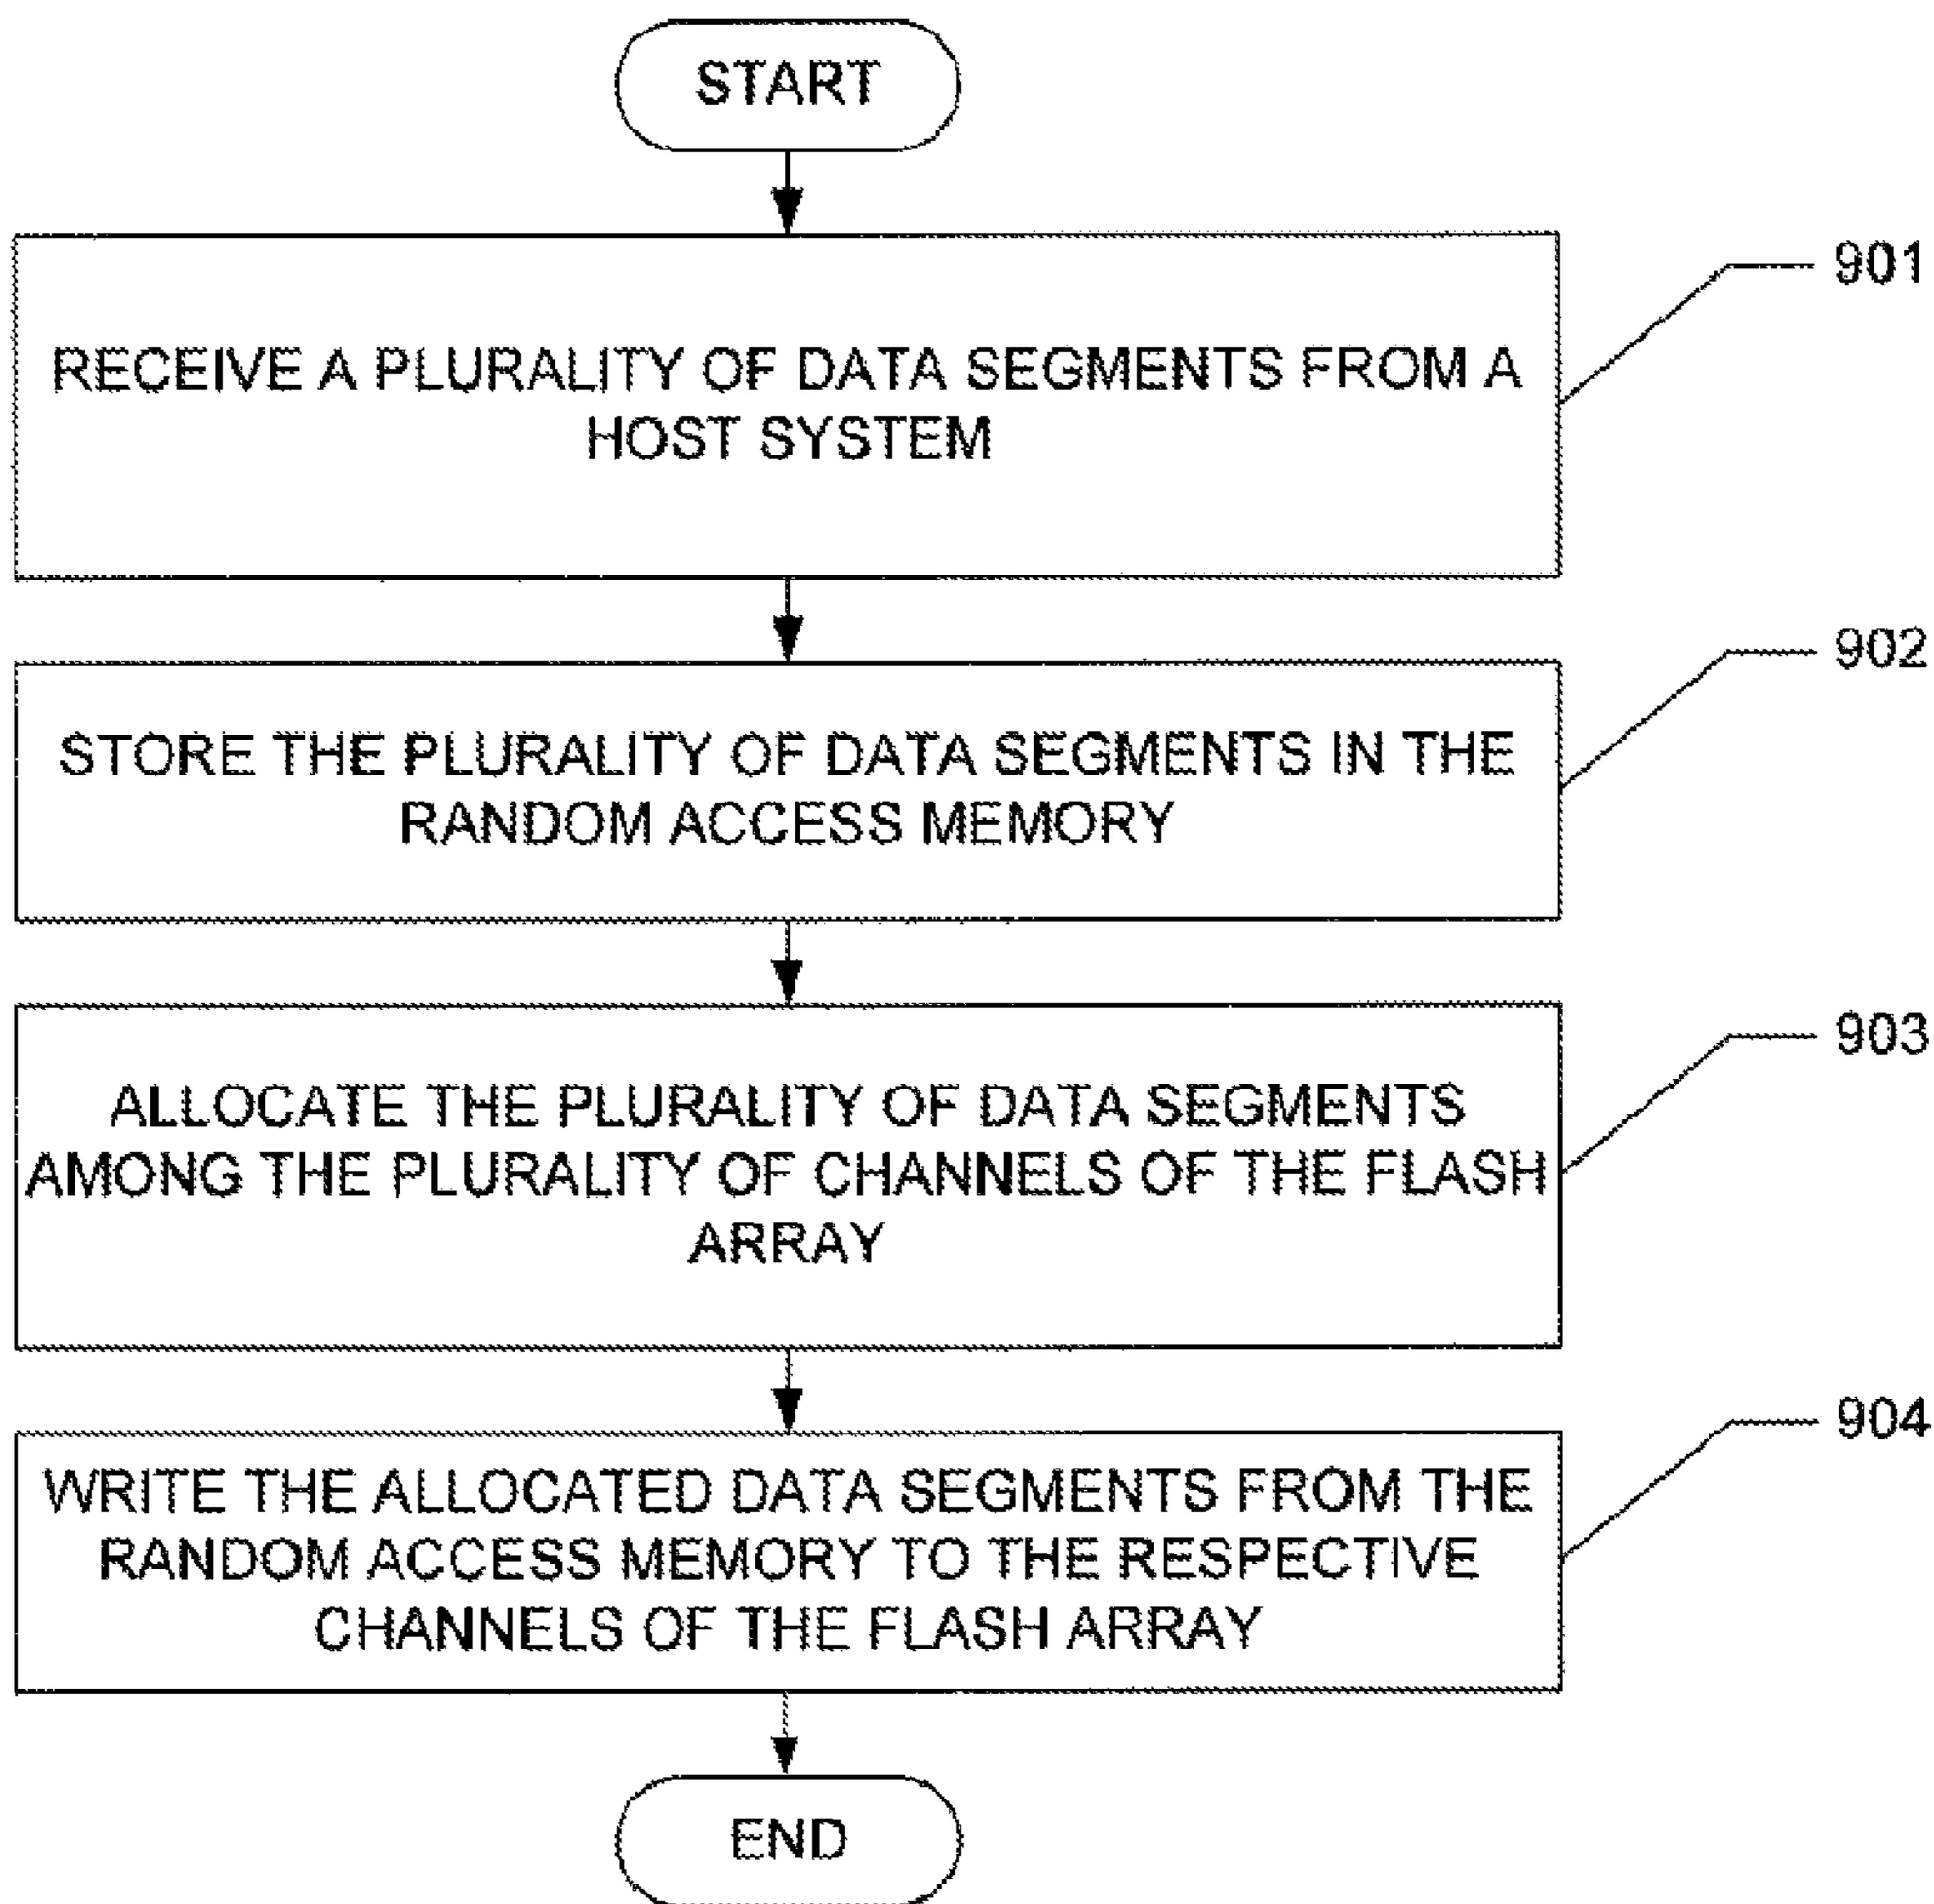 START
901
RECEIVE A PLURALITY OF DATA SEGMENTS FROM A
HOST SYSTEM
902
STORE THE PLURALITY OF DATA SEGMENTS IN THE
RANDOM ACCESS MEMORY
903
ALLOCATE THE PLURALITY OF DATA SEGMENTS
AMONG THE PLURALITY OF CHANNELS OF THE FLASH
ARRAY
904
WRITE THE ALLOCATED DATA SEGMENTS FROM THE
RANDOM ACCESS MEMORY TO THE RESPECTIVE
CHANNELS OF THE FLASH ARRAY
END